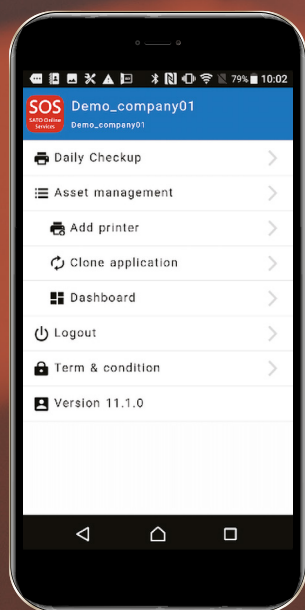 79% 10:02
SOS
SATO Online
Services
Demo_company01
Demo_company01
Daily Checkup
Asset management
Add printer
Clone application
Dashboard
Logout
Term & condition
Version 11.1.0